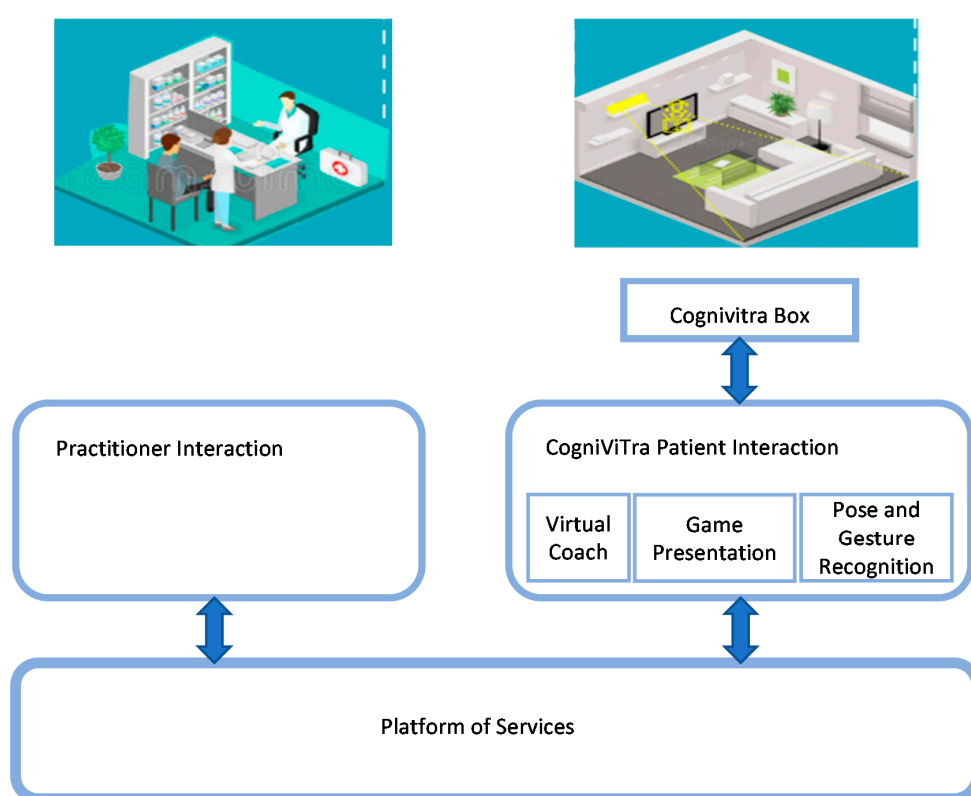 Cognivitra Box
Practitioner Interaction
CogniViTra Patient Interaction
Virtual
Coach
Game
Presentation
Pose and
Gesture
Recognition
Platform of Services